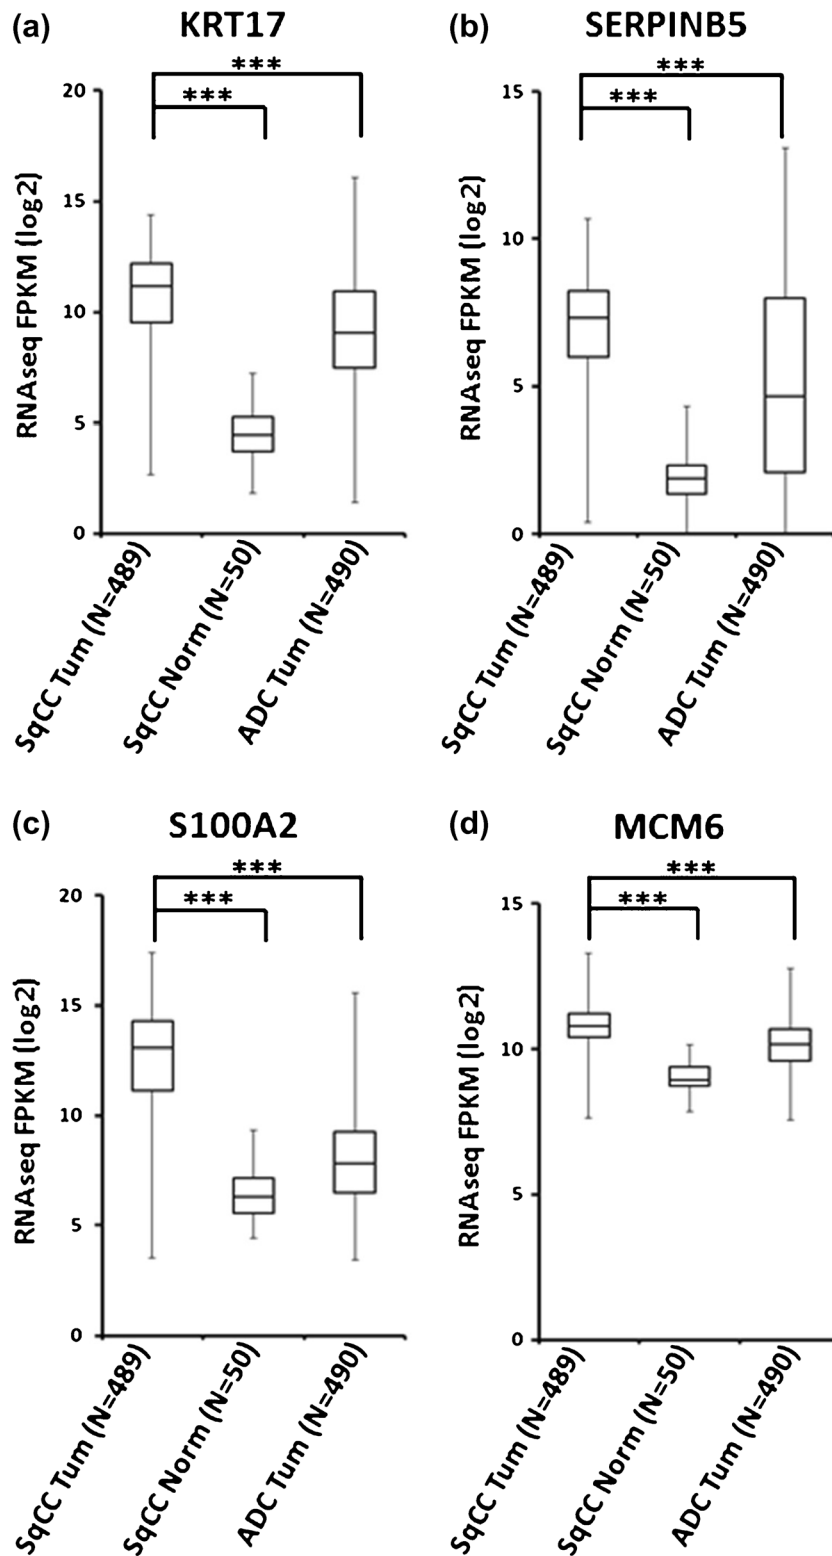 (a) KRT17
***
***
20
15
10
5
0
RNAseq FPKM (log2)
SqCC Tum (N=489)
SqCC Norm (N=50)
ADC Tum (N=490)
(b) SERPINB5
***
***
15
10
5
0
RNAseq FPKM (log2)
SqCC Tum (N=489)
SqCC Norm (N=50)
ADC Tum (N=490)
(c) S100A2
***
***
20
15
10
5
0
RNAseq FPKM (log2)
SqCC Tum (N=489)
SqCC Norm (N=50)
ADC Tum (N=490)
(d) MCM6
***
***
15
10
5
0
RNAseq FPKM (log2)
SqCC Tum (N=489)
SqCC Norm (N=50)
ADC Tum (N=490)